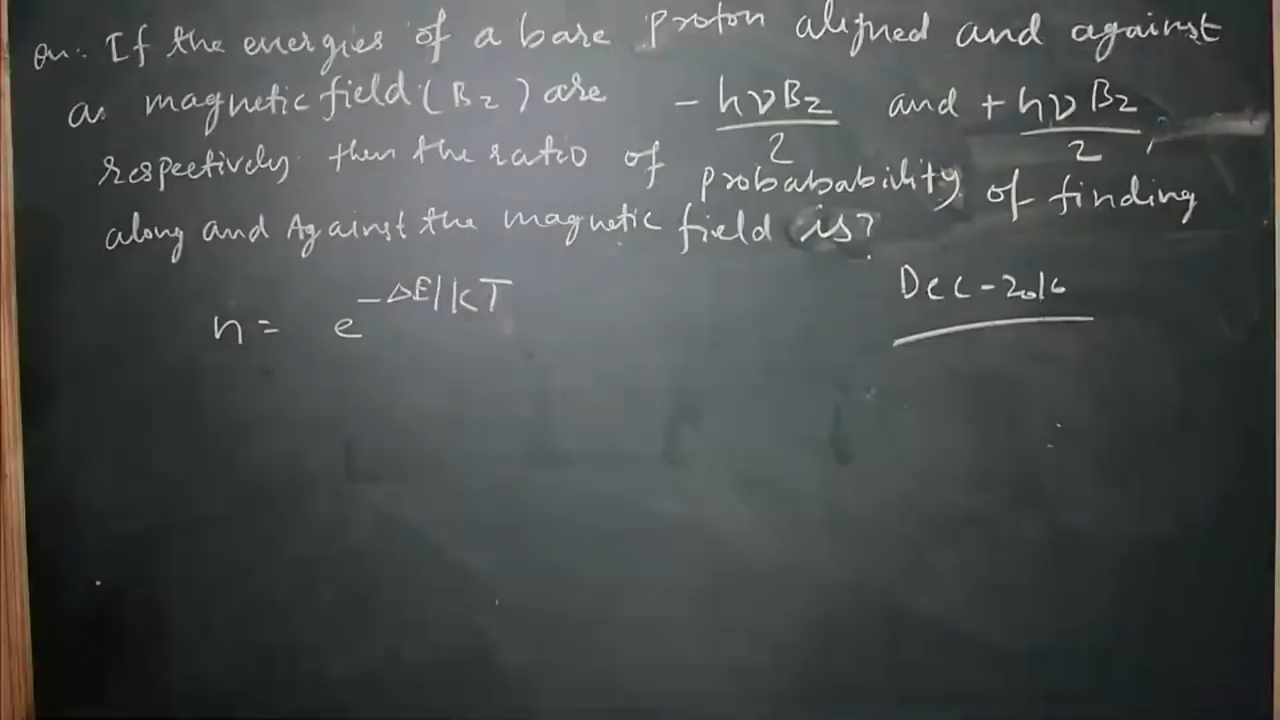 Qn: If the energies of a bare proton aligned and against
a magnetic field (Bz) are - hνBz/2 and + hνBz/2,
respectively then the ratio of probabability of finding
along and Against the magnetic field is?
Dec-2016
n = e^-ΔE/kT